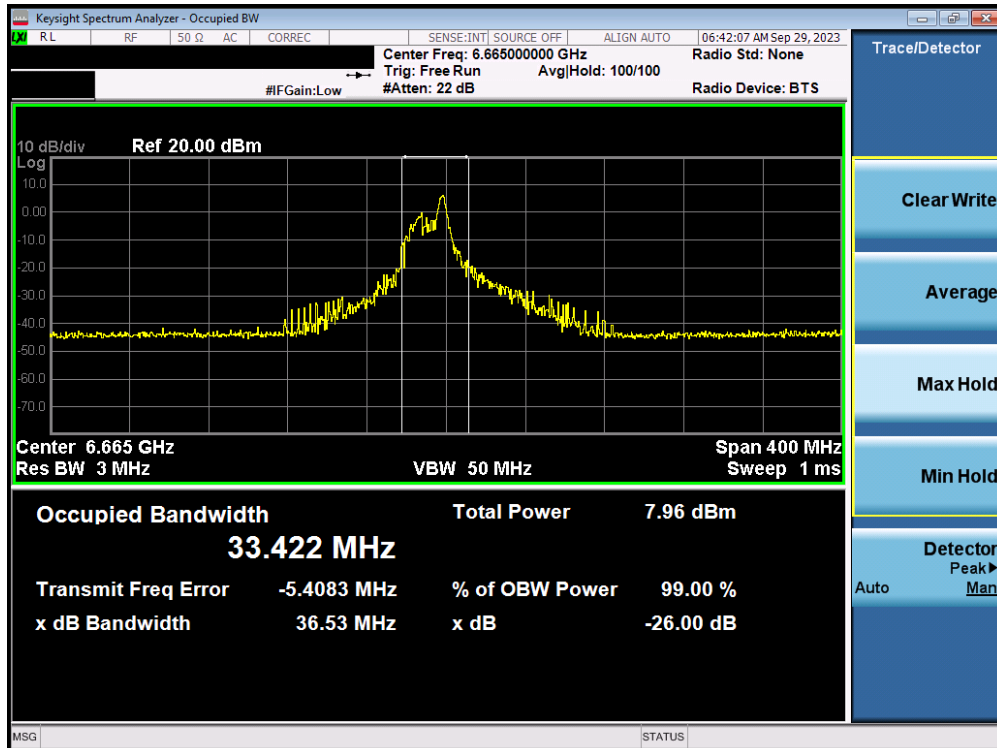 Keysight Spectrum Analyzer - Occupied BW
LXI RL RF 50 Ω AC CORREC SENSE:INT SOURCE OFF ALIGN AUTO 06:42:07 AM Sep 29, 2023
Center Freq: 6.665000000 GHz Radio Std: None
Trig: Free Run Avg|Hold: 100/100
#IFGain:Low #Atten: 22 dB Radio Device: BTS
Trace/Detector
10 dB/div Ref 20.00 dBm
Log
10.0
0.00
-10.0
-20.0
-30.0
-40.0
-50.0
-60.0
-70.0
Center 6.665 GHz Span 400 MHz
Res BW 3 MHz VBW 50 MHz Sweep 1 ms
Occupied Bandwidth Total Power 7.96 dBm
33.422 MHz
Transmit Freq Error -5.4083 MHz % of OBW Power 99.00 %
x dB Bandwidth 36.53 MHz x dB -26.00 dB
Clear Write
Average
Max Hold
Min Hold
Detector
Peak▶
Auto Man
MSG STATUS